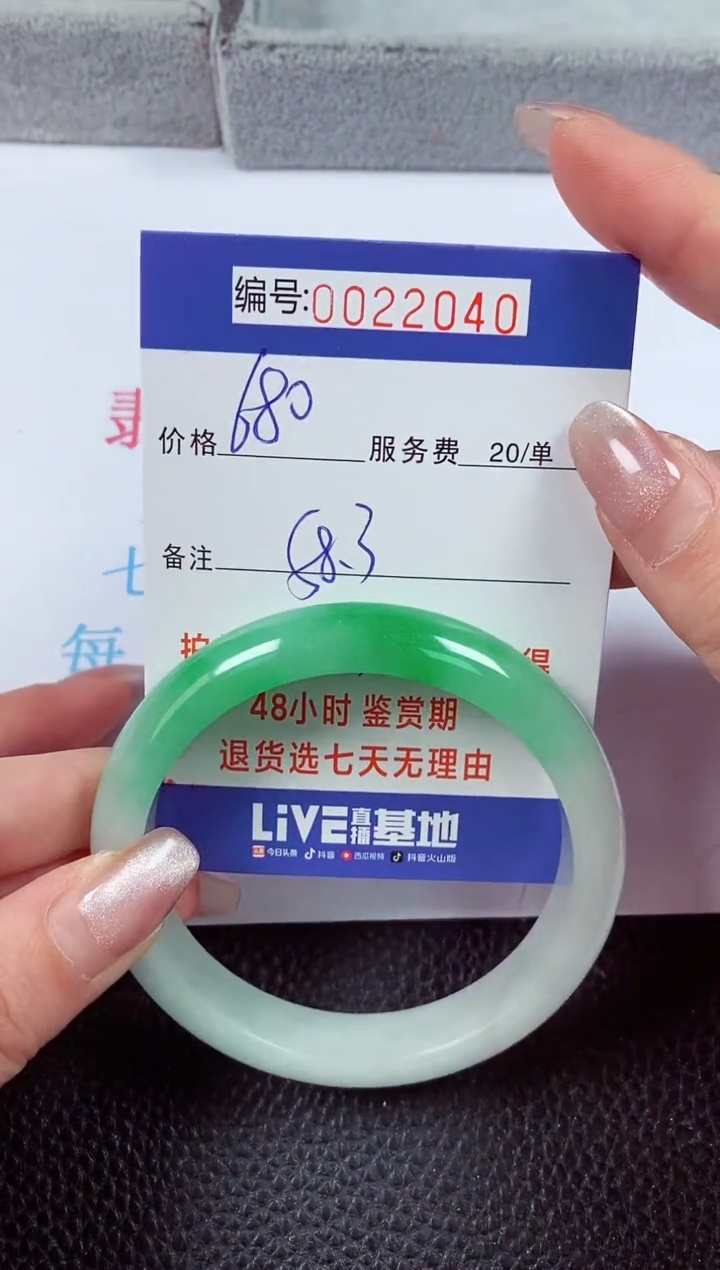 编号:0022040
价格 680 服务费 20/单
备注 58.3
48小时 鉴赏期
退货选七天无理由
LiVE直播基地
今日头条 抖音 西瓜视频 抖音火山版
七
每